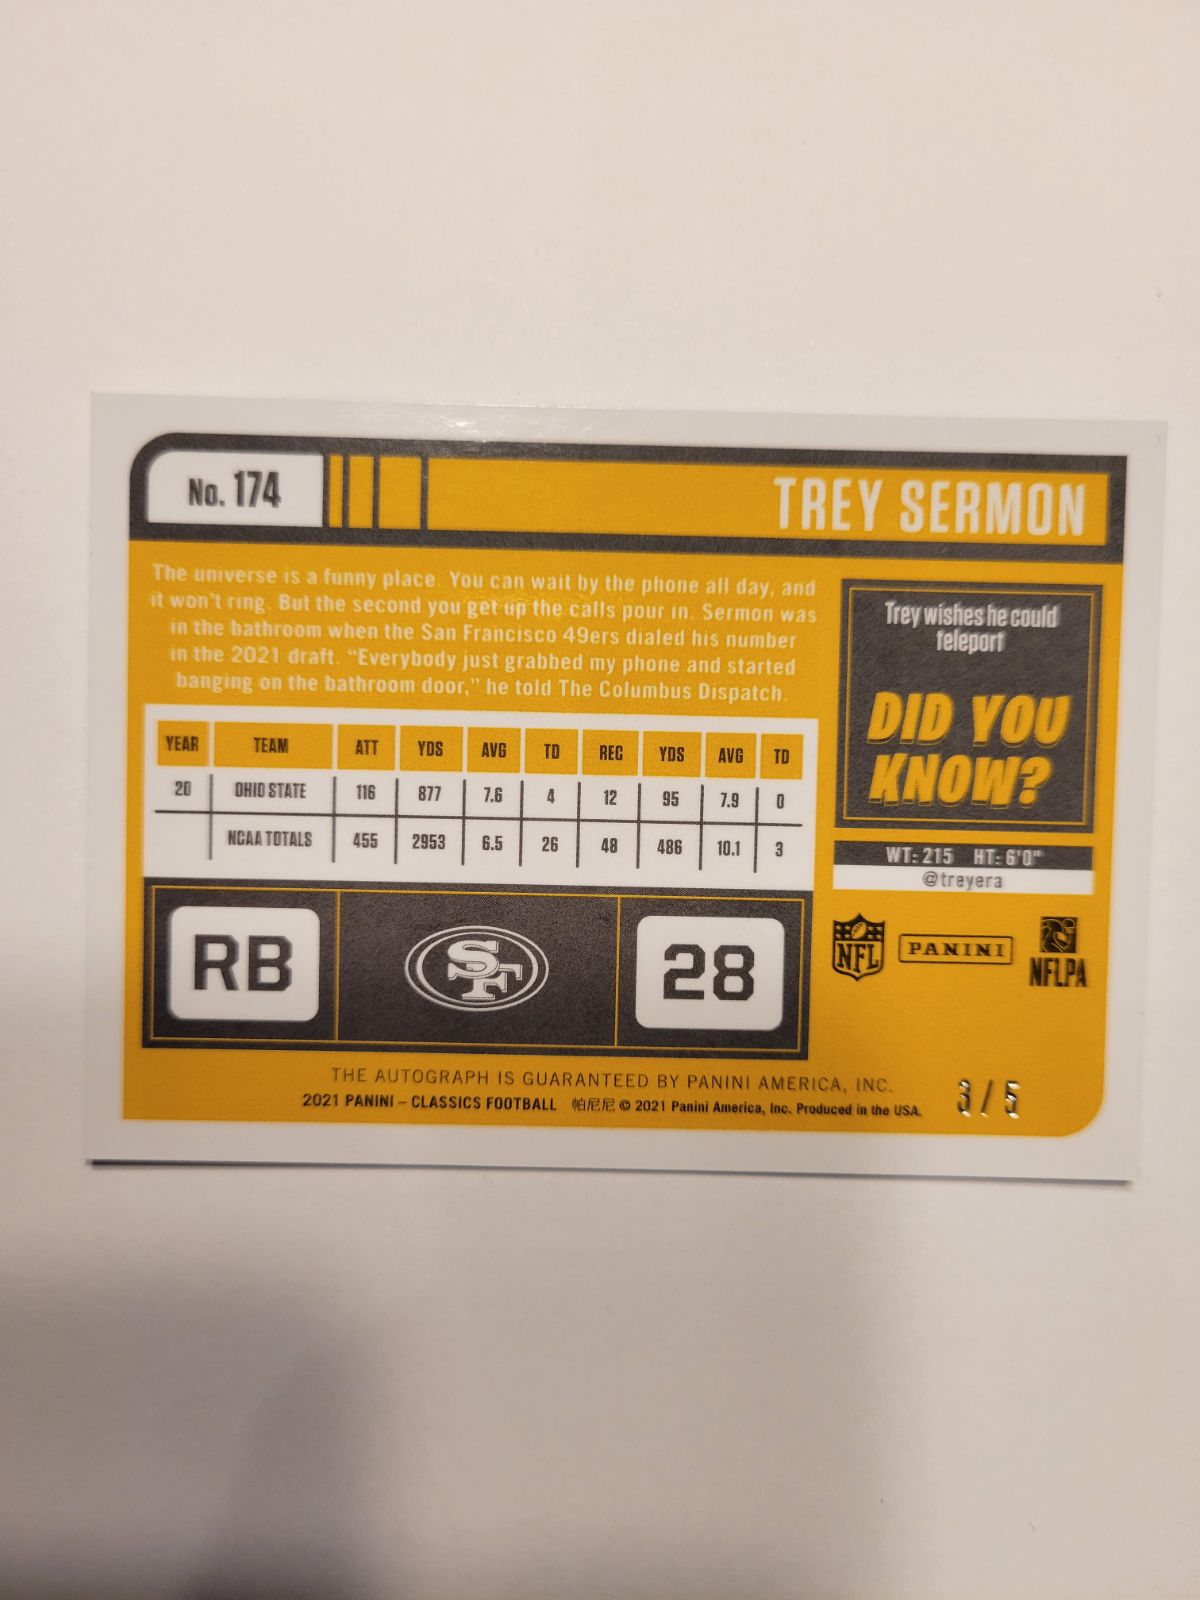 No. 174
TREY SERMON
The universe is a funny place. You can wait by the phone all day, and
it won't ring. But the second you get up the calls pour in. Sermon was
in the bathroom when the San Francisco 49ers dialed his number
in the 2021 draft. “Everybody just grabbed my phone and started
banging on the bathroom door,” he told The Columbus Dispatch.
Trey wishes he could
teleport
DID YOU
KNOW?
YEAR TEAM ATT YDS AVG TD REC YDS AVG TD
20 OHIO STATE 116 877 7.6 4 12 95 7.9 0
NCAA TOTALS 455 2953 6.5 26 48 486 10.1 3
WT: 215 HT: 6'0"
@treyera
RB
SF
28
NFL
PANINI
NFLPA
THE AUTOGRAPH IS GUARANTEED BY PANINI AMERICA, INC.
2021 PANINI – CLASSICS FOOTBALL 帕尼尼 © 2021 Panini America, Inc. Produced in the USA.
3 / 5